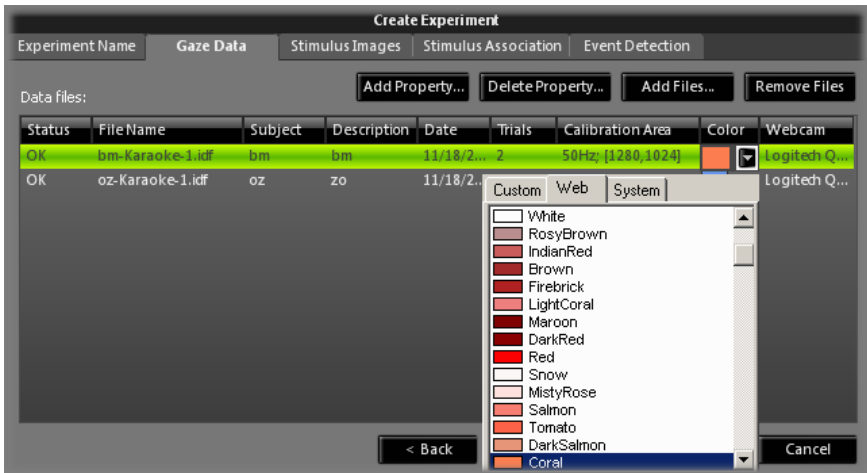 Create Experiment
Experiment Name Gaze Data Stimulus Images Stimulus Association Event Detection
Data files: Add Property... Delete Property... Add Files... Remove Files
Status File Name Subject Description Date Trials Calibration Area Color Webcam
OK bm-Karaoke-1.idf bm bm 11/18/2... 2 50Hz; [1280,1024] Logitech Q...
OK oz-Karaoke-1.idf oz zo 11/18/2... Logitech Q...
Custom Web System
White
RosyBrown
IndianRed
Brown
Firebrick
LightCoral
Maroon
DarkRed
Red
Snow
MistyRose
Salmon
Tomato
DarkSalmon
Coral
< Back Cancel